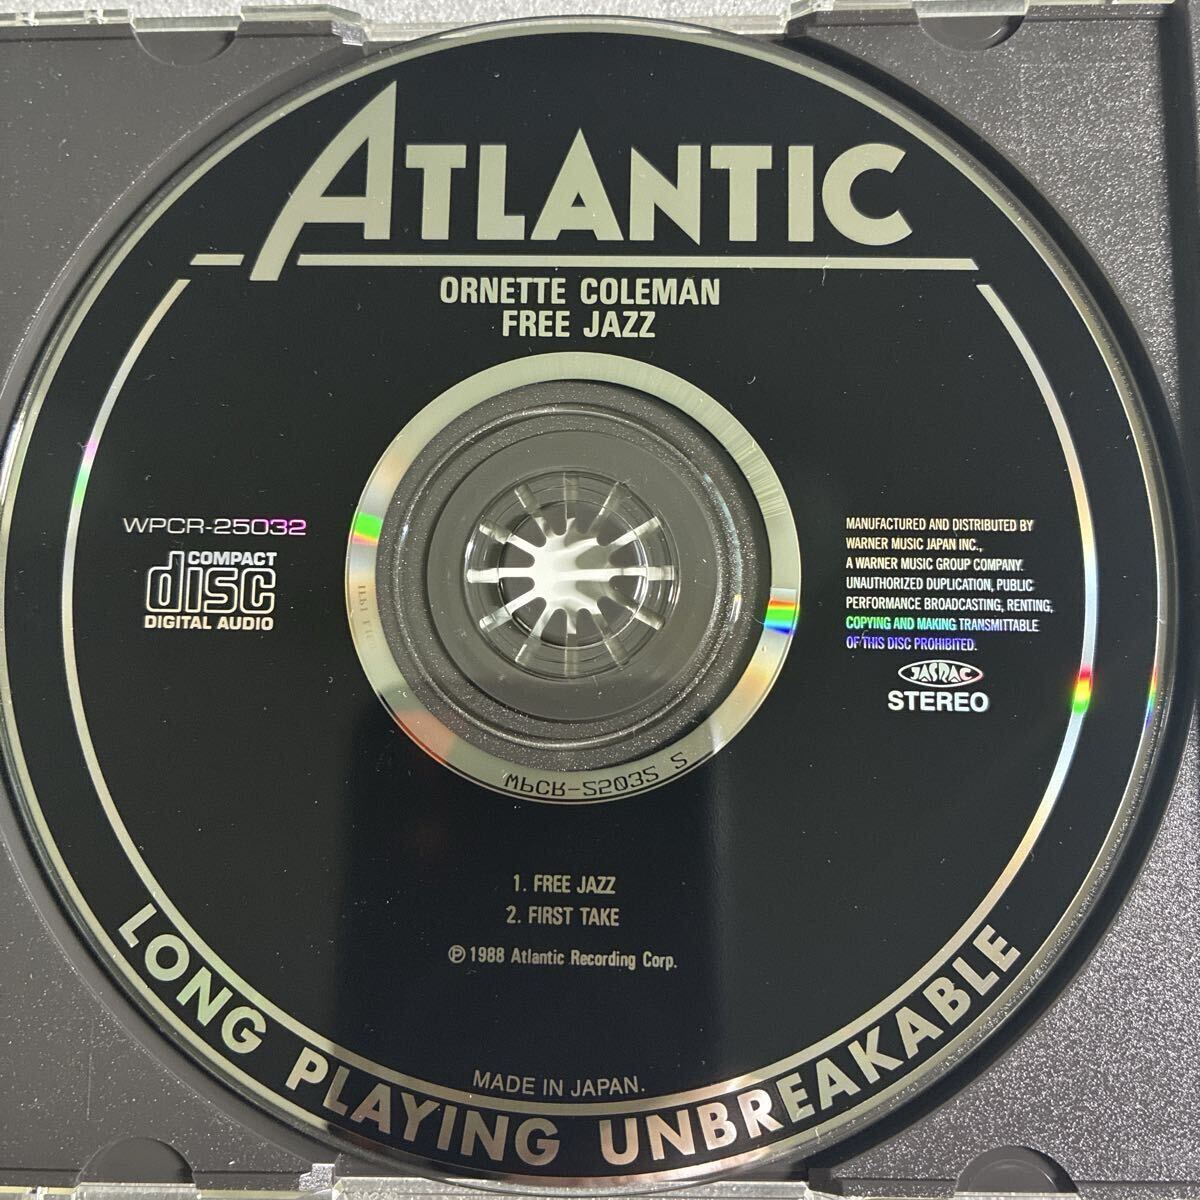 ATLANTIC
ORNETTE COLEMAN
FREE JAZZ
WPCR-25032
COMPACT
disc
DIGITAL AUDIO
MANUFACTURED AND DISTRIBUTED BY
WARNER MUSIC JAPAN INC.,
A WARNER MUSIC GROUP COMPANY.
UNAUTHORIZED DUPLICATION, PUBLIC
PERFORMANCE BROADCASTING, RENTING,
COPYING AND MAKING TRANSMITTABLE
OF THIS DISC PROHIBITED.
JASRAC
STEREO
1. FREE JAZZ
2. FIRST TAKE
Ⓟ 1988 Atlantic Recording Corp.
MADE IN JAPAN.
LONG PLAYING UNBREAKABLE